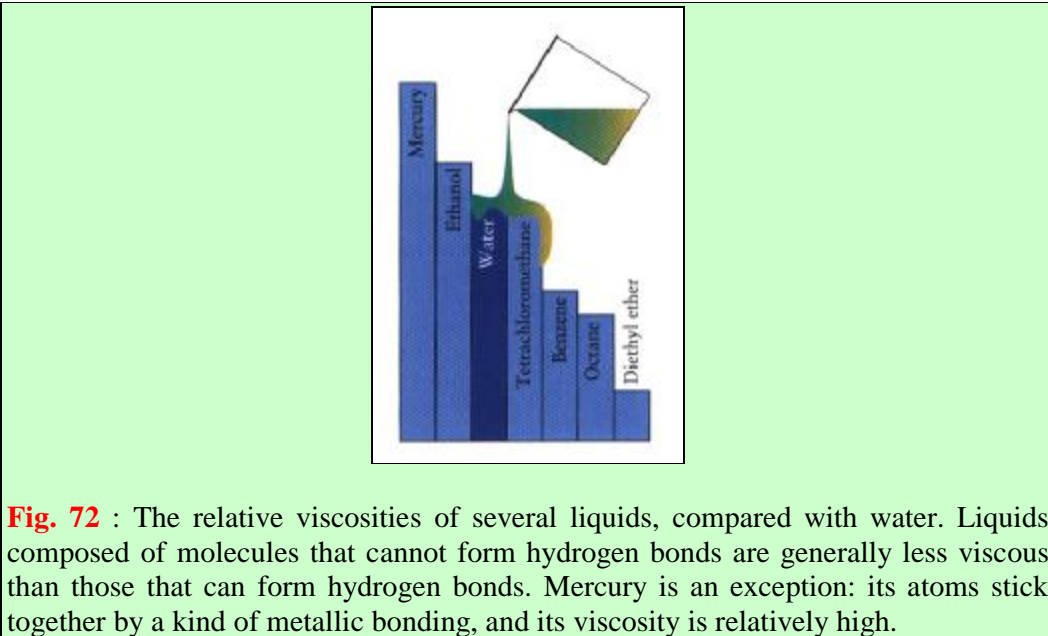 Mercury
Ethanol
Water
Tetrachloromethane
Benzene
Octane
Diethyl ether
Fig. 72 : The relative viscosities of several liquids, compared with water. Liquids
composed of molecules that cannot form hydrogen bonds are generally less viscous
than those that can form hydrogen bonds. Mercury is an exception: its atoms stick
together by a kind of metallic bonding, and its viscosity is relatively high.